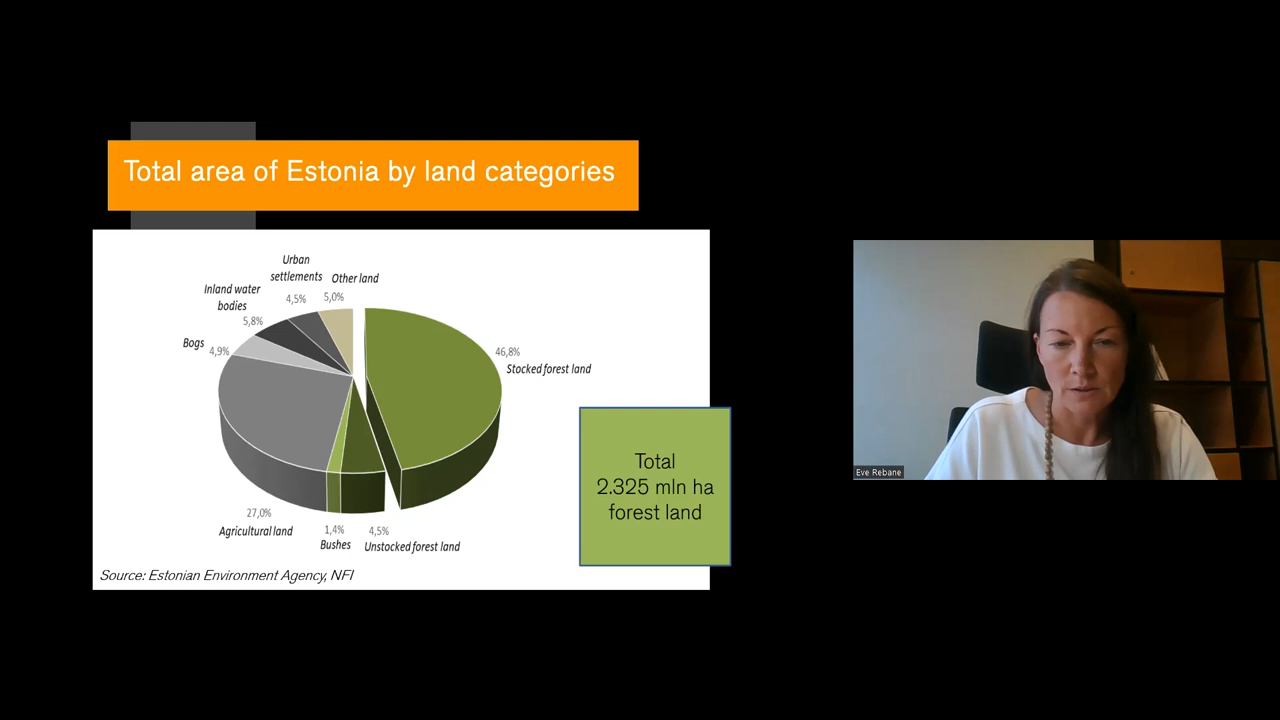 Total area of Estonia by land categories
Urban
settlements
4,5%
Other land
5,0%
Inland water
bodies
5,8%
Bogs
4,9%
46,8%
Stocked forest land
27,0%
Agricultural land
1,4%
Bushes
4,5%
Unstocked forest land
Total
2.325 mln ha
forest land
Source: Estonian Environment Agency, NFI
Eve Rebane